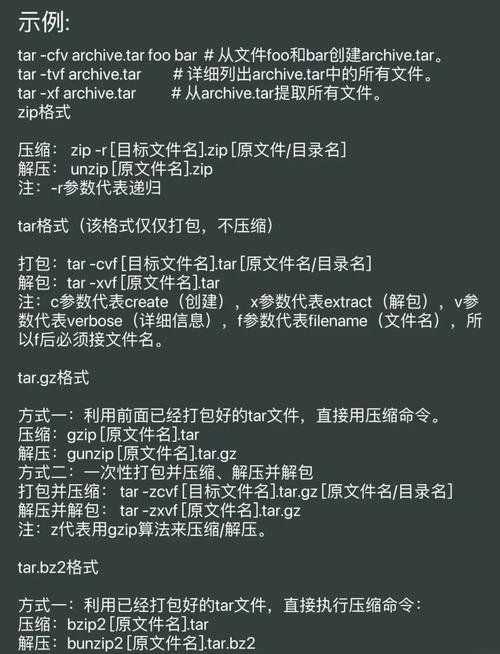 示例:
tar -cfv archive.tar foo bar # 从文件foo和bar创建archive.tar。
tar -tvf archive.tar # 详细列出archive.tar中的所有文件。
tar -xf archive.tar # 从archive.tar提取所有文件。
zip格式
压缩： zip -r [目标文件名].zip [原文件/目录名]
解压： unzip [原文件名].zip
注：-r参数代表递归
tar格式（该格式仅仅打包，不压缩）
打包：tar -cvf [目标文件名].tar [原文件名/目录名]
解包：tar -xvf [原文件名].tar
注：c参数代表create（创建），x参数代表extract（解包），v参
数代表verbose（详细信息），f参数代表filename（文件名），所
以f后必须接文件名。
tar.gz格式
方式一：利用前面已经打包好的tar文件，直接用压缩命令。
压缩：gzip [原文件名].tar
解压：gunzip [原文件名].tar.gz
方式二：一次性打包并压缩、解压并解包
打包并压缩： tar -zcvf [目标文件名].tar.gz [原文件名/目录名]
解压并解包： tar -zxvf [原文件名].tar.gz
注：z代表用gzip算法来压缩/解压。
tar.bz2格式
方式一：利用已经打包好的tar文件，直接执行压缩命令：
压缩：bzip2 [原文件名].tar
解压：bunzip2 [原文件名].tar.bz2